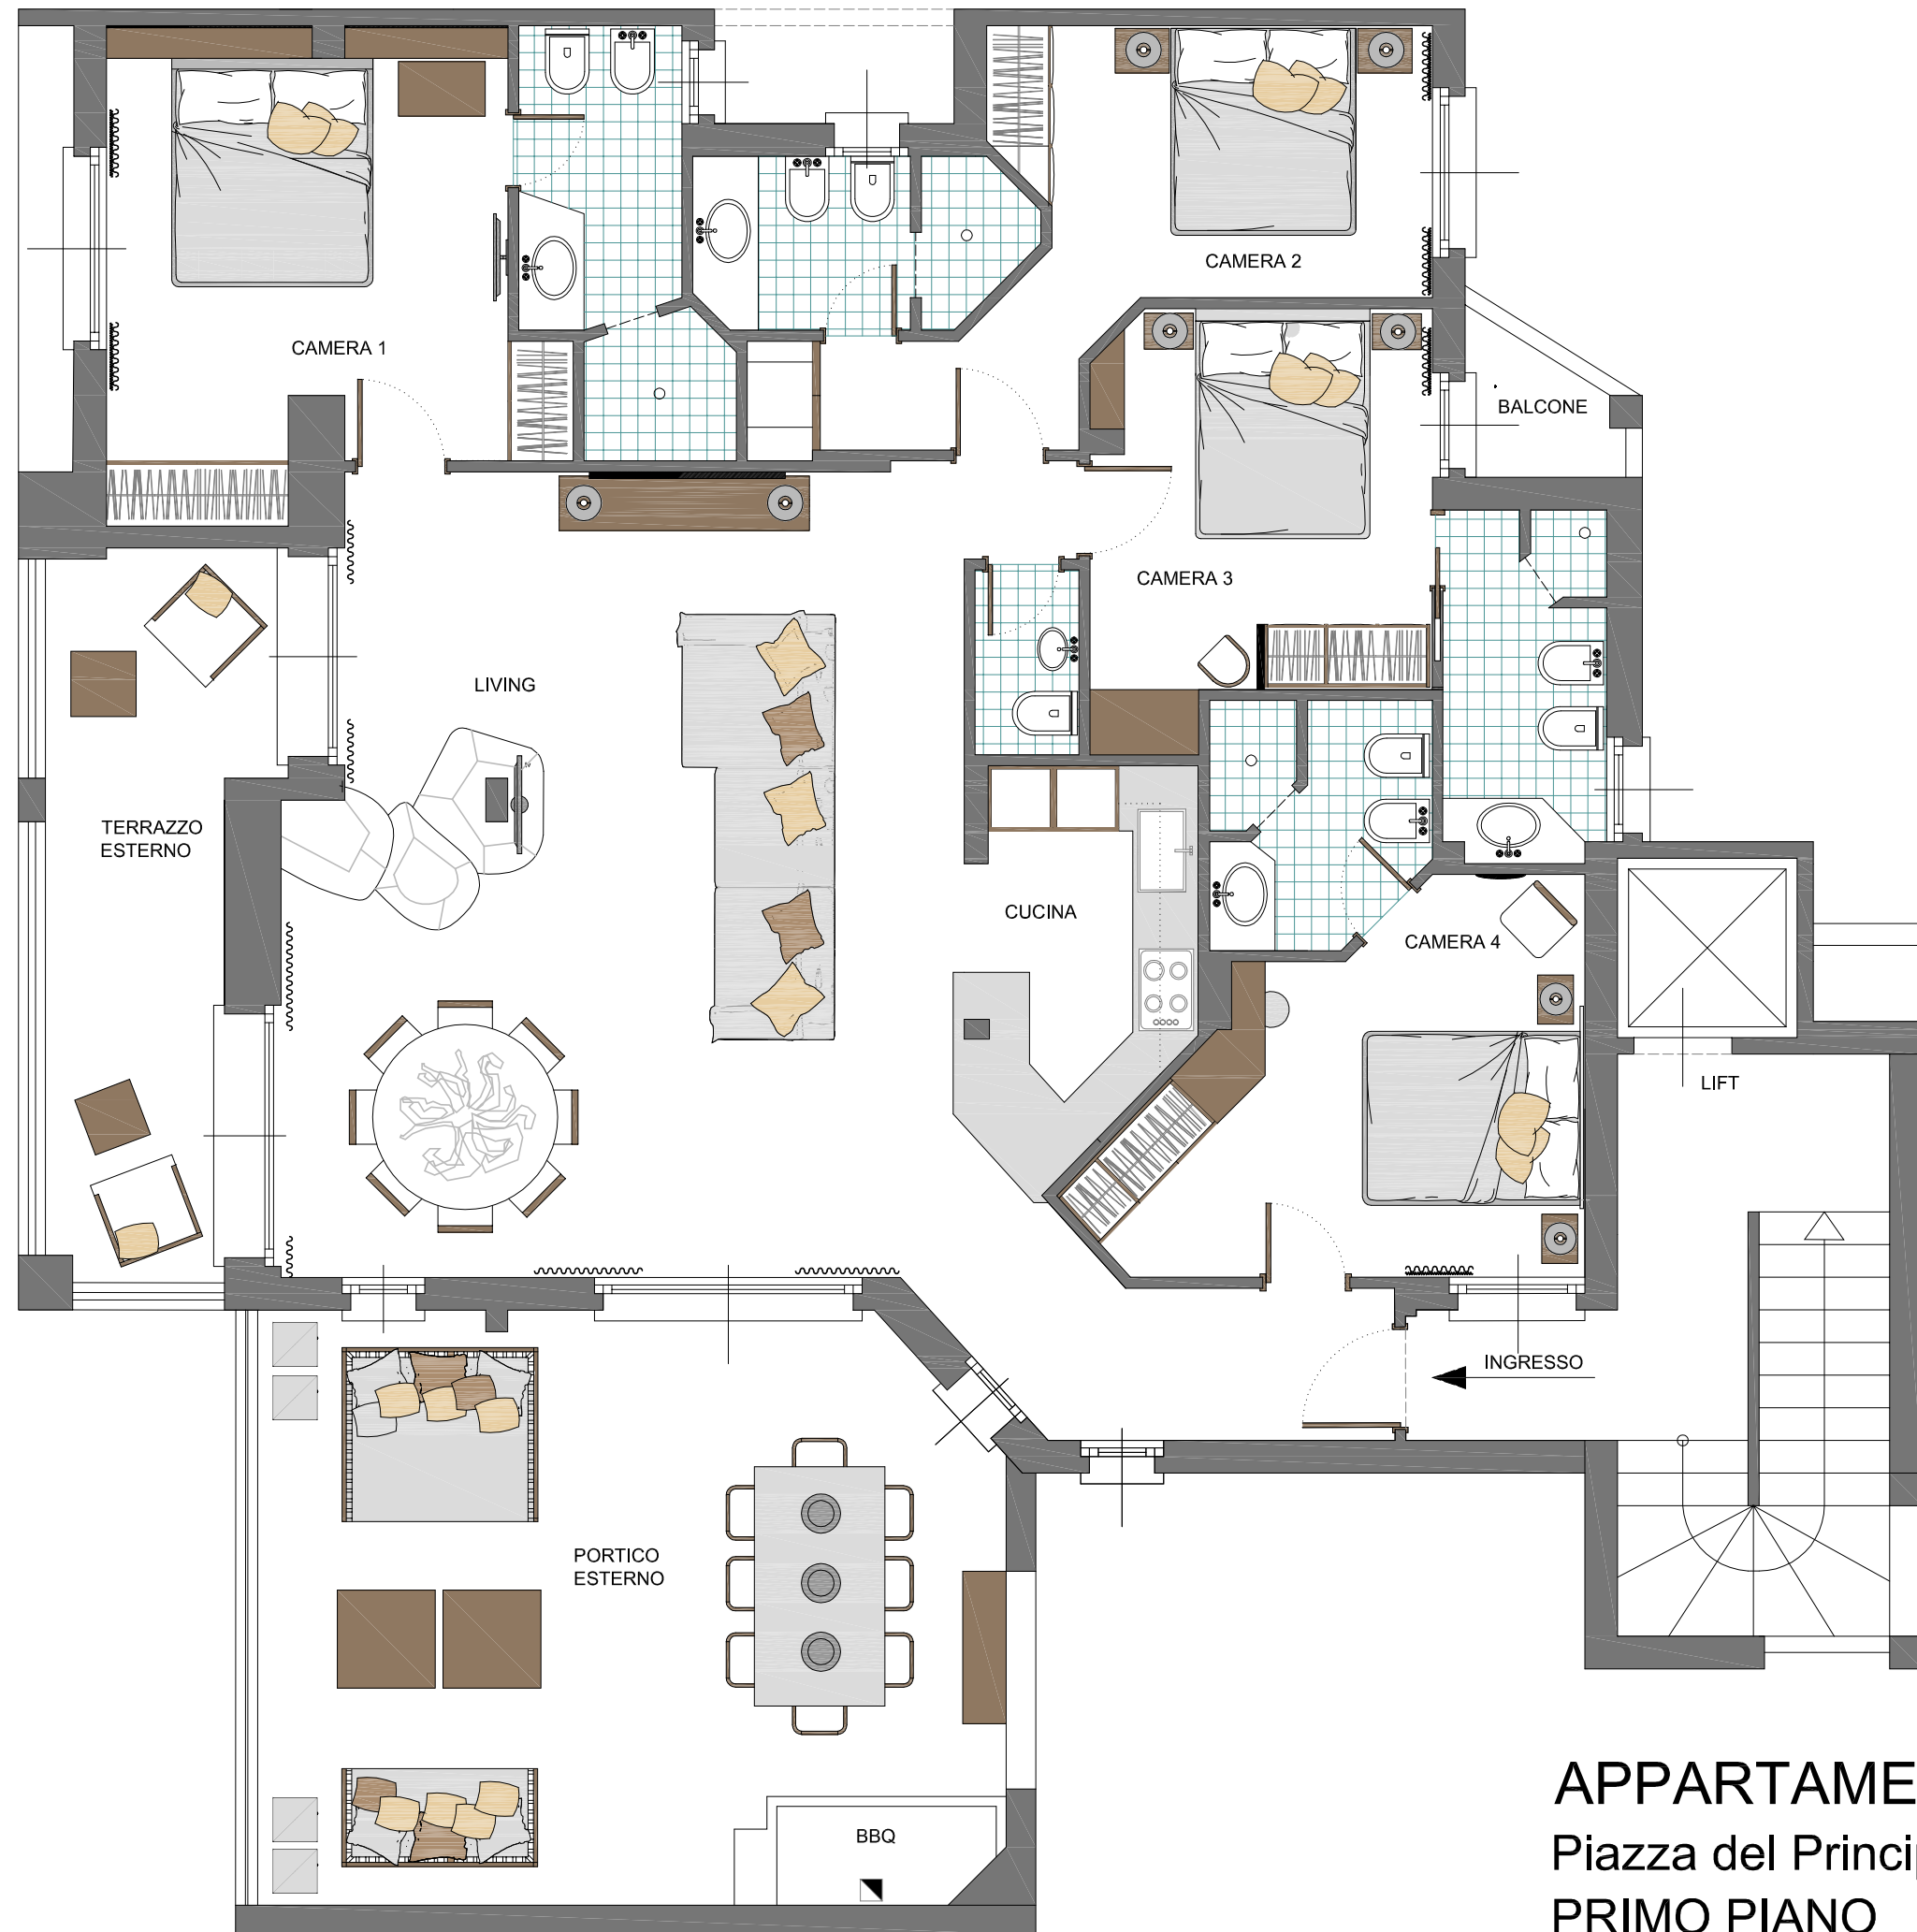 CAMERA 2
CAMERA 1
BALCONE
CAMERA 3
LIVING
TERRAZZO
ESTERNO
CUCINA
CAMERA 4
LIFT
INGRESSO
PORTICO
ESTERNO
BBQ
APPARTAME
Piazza del Princip
PRIMO PIANO